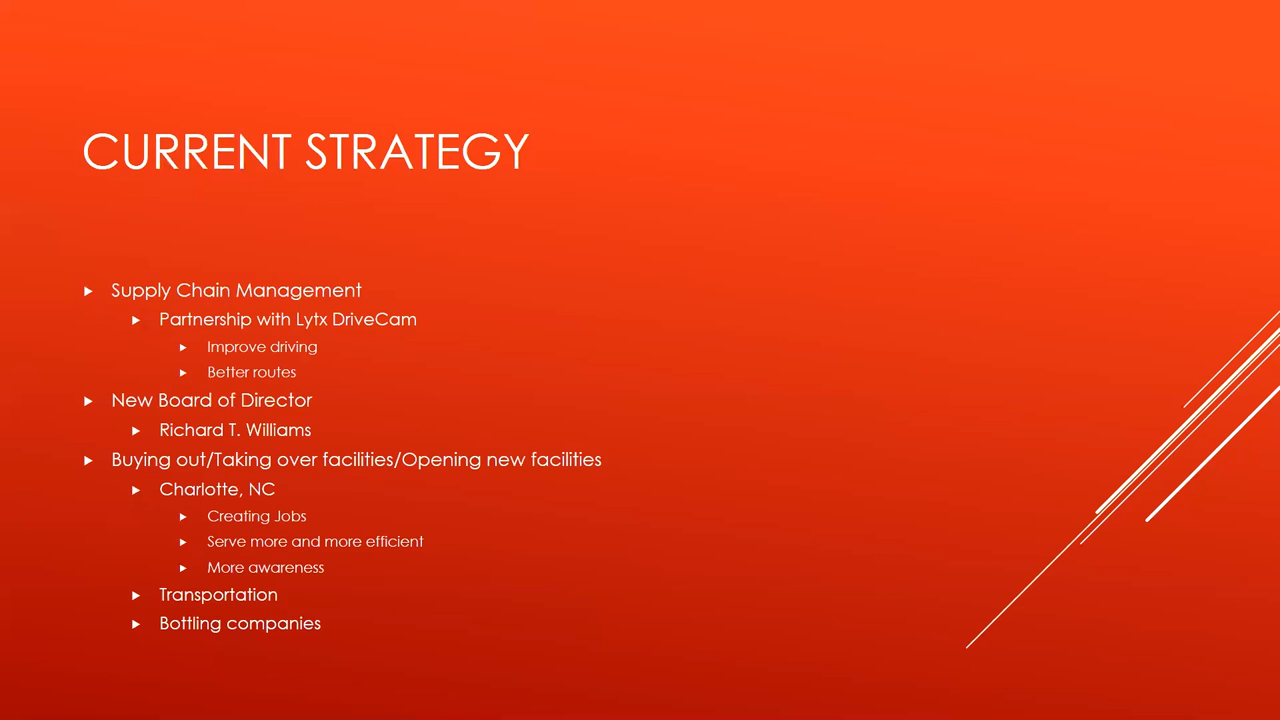 CURRENT STRATEGY
Supply Chain Management
Partnership with Lytx DriveCam
Improve driving
Better routes
New Board of Director
Richard T. Williams
Buying out/Taking over facilities/Opening new facilities
Charlotte, NC
Creating Jobs
Serve more and more efficient
More awareness
Transportation
Bottling companies